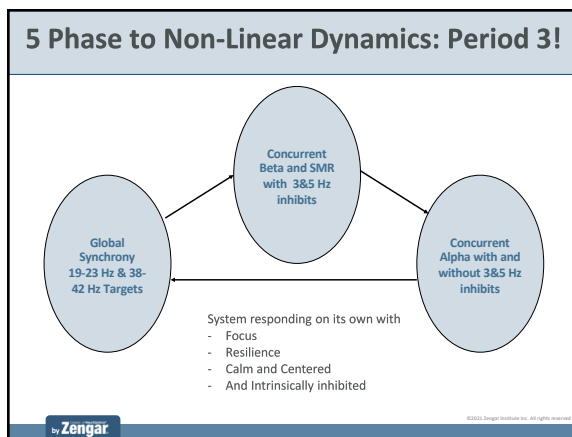 5 Phase to Non-Linear Dynamics: Period 3!
Concurrent
Beta and SMR
with 3&5 Hz
inhibits
Global
Synchrony
19-23 Hz & 38-
42 Hz Targets
Concurrent
Alpha with and
without 3&5 Hz
inhibits
System responding on its own with
- Focus
- Resilience
- Calm and Centered
- And Intrinsically inhibited
©2021 Zengar Institute Inc. All rights reserved
by Zengar